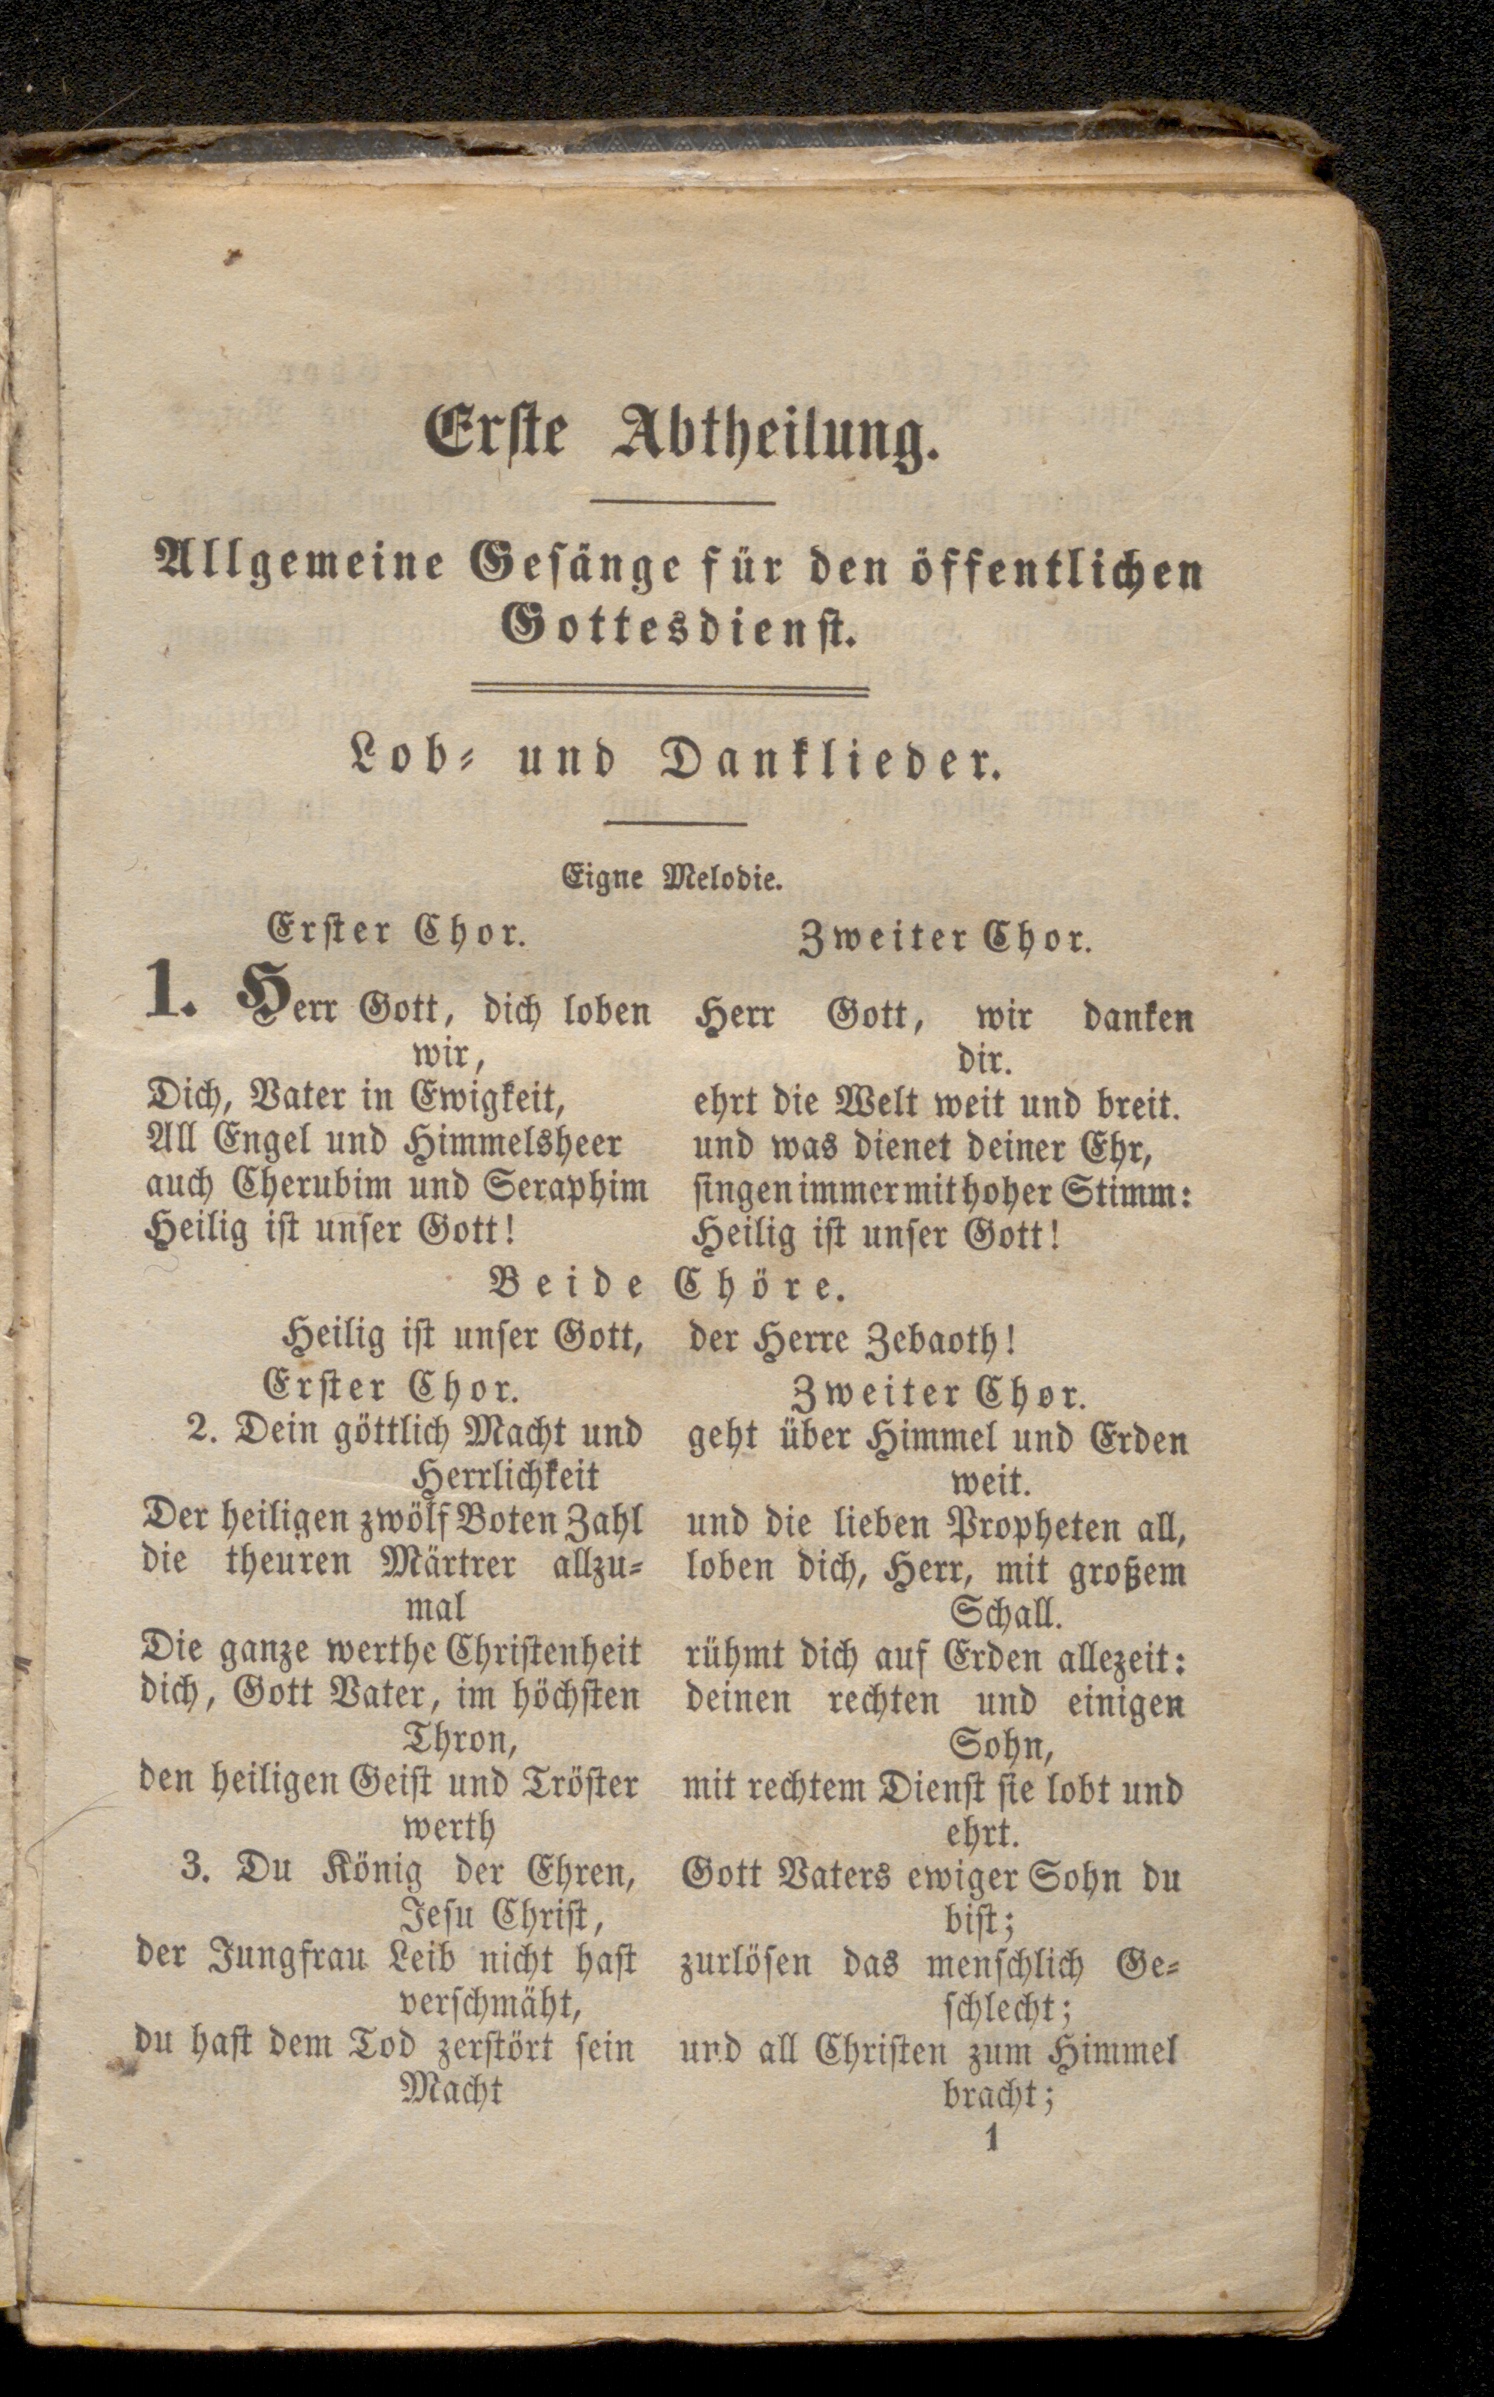 Erste Abtheilung.
Allgemeine Gesänge für den öffentlichen
Gottesdienst.
Lob- und Danklieder.
Eigne Melodie.
Erster Chor.
1. Herr Gott, dich loben
wir,
Dich, Vater in Ewigkeit,
All Engel und Himmelsheer
auch Cherubim und Seraphim
Heilig ist unser Gott!
Zweiter Chor.
Herr Gott, wir danken
dir.
ehrt die Welt weit und breit.
und was dienet deiner Ehr,
singen immer mit hoher Stimm:
Heilig ist unser Gott!
Beide Chöre.
Heilig ist unser Gott, der Herre Zebaoth!
Erster Chor.
2. Dein göttlich Macht und
Herrlichkeit
Der heiligen zwölf Boten Zahl
die theuren Märtrer allzu-
mal
Die ganze werthe Christenheit
dich, Gott Vater, im höchsten
Thron,
den heiligen Geist und Tröster
werth
3. Du König der Ehren,
Jesu Christ,
der Jungfrau Leib nicht hast
verschmäht,
du hast dem Tod zerstört sein
Macht
Zweiter Chor.
geht über Himmel und Erden
weit.
und die lieben Propheten all,
loben dich, Herr, mit großem
Schall.
rühmt dich auf Erden allezeit:
deinen rechten und einigen
Sohn,
mit rechtem Dienst sie lobt und
ehrt.
Gott Vaters ewiger Sohn du
bist;
zurlösen das menschlich Ge-
schlecht;
und all Christen zum Himmel
bracht;
1